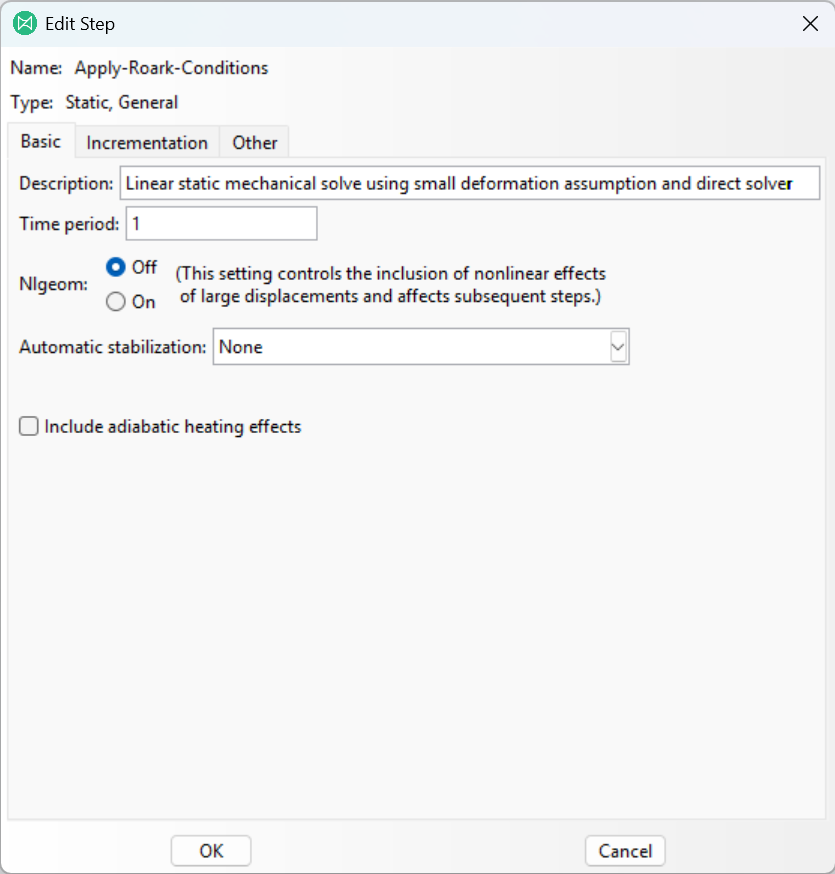 Edit Step
Name: Apply-Roark-Conditions
Type: Static, General
Basic Incrementation Other
Description: Linear static mechanical solve using small deformation assumption and direct solver
Time period: 1
Nlgeom: Off (This setting controls the inclusion of nonlinear effects
On of large displacements and affects subsequent steps.)
Automatic stabilization: None
Include adiabatic heating effects
OK Cancel